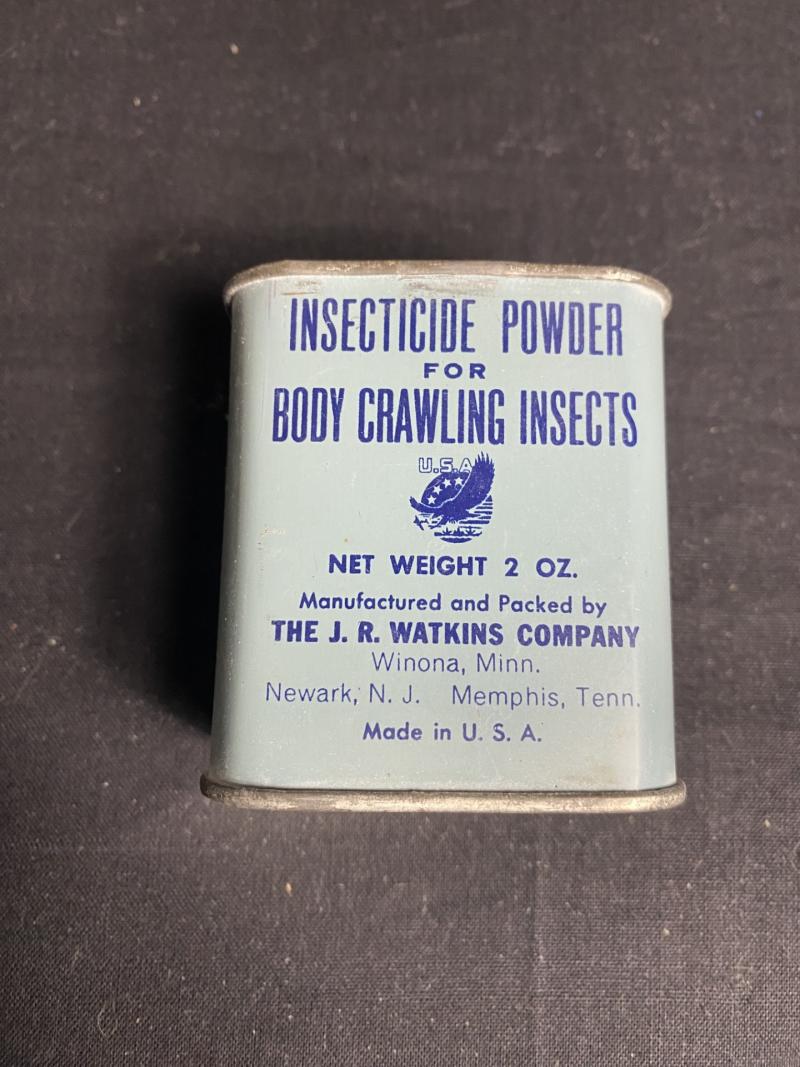 INSECTICIDE POWDER
FOR
BODY CRAWLING INSECTS
U.S.A
NET WEIGHT 2 OZ.
Manufactured and Packed by
THE J. R. WATKINS COMPANY
Winona, Minn.
Newark, N. J. Memphis, Tenn.
Made in U. S. A.